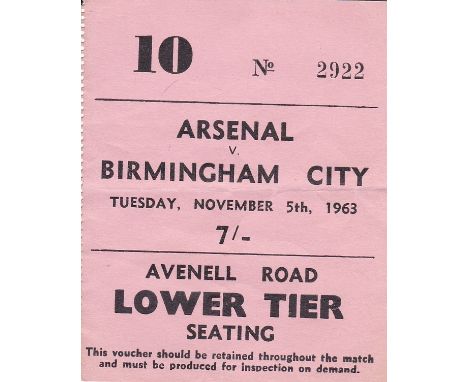 10 No 2922
ARSENAL
v.
BIRMINGHAM CITY
TUESDAY, NOVEMBER 5th, 1963
7/-
AVENELL ROAD
LOWER TIER
SEATING
This voucher should be retained throughout the match
and must be produced for inspection on demand.